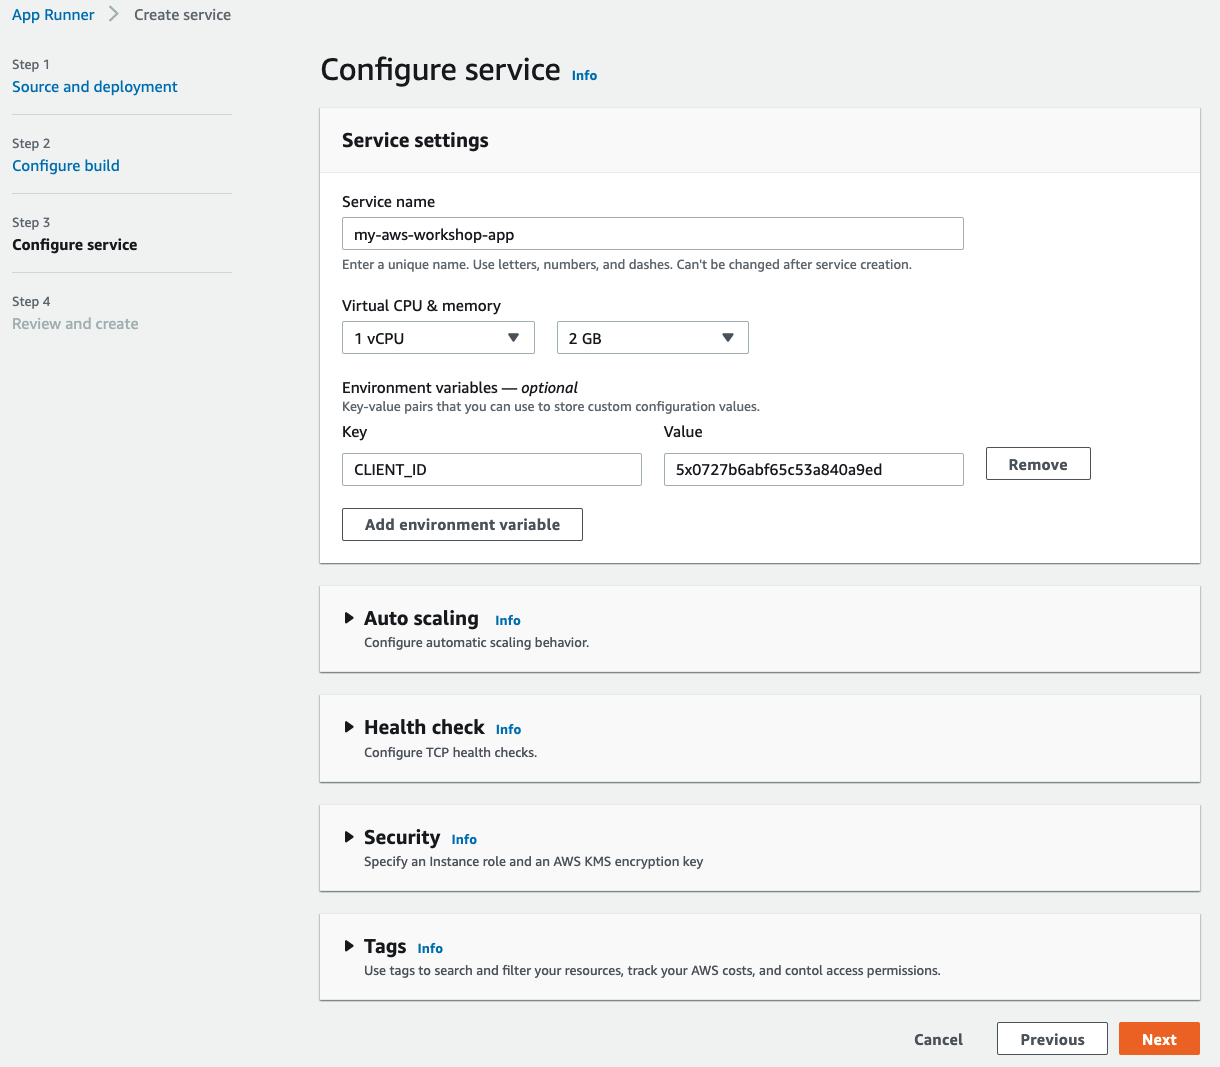 App Runner > Create service
Step 1
Source and deployment
Step 2
Configure build
Step 3
Configure service
Step 4
Review and create
Configure service Info
Service settings
Service name
my-aws-workshop-app
Enter a unique name. Use letters, numbers, and dashes. Can't be changed after service creation.
Virtual CPU & memory
1 vCPU 2 GB
Environment variables — optional
Key-value pairs that you can use to store custom configuration values.
Key Value
CLIENT_ID 5x0727b6abf65c53a840a9ed Remove
Add environment variable
Auto scaling Info
Configure automatic scaling behavior.
Health check Info
Configure TCP health checks.
Security Info
Specify an Instance role and an AWS KMS encryption key
Tags Info
Use tags to search and filter your resources, track your AWS costs, and contol access permissions.
Cancel Previous Next